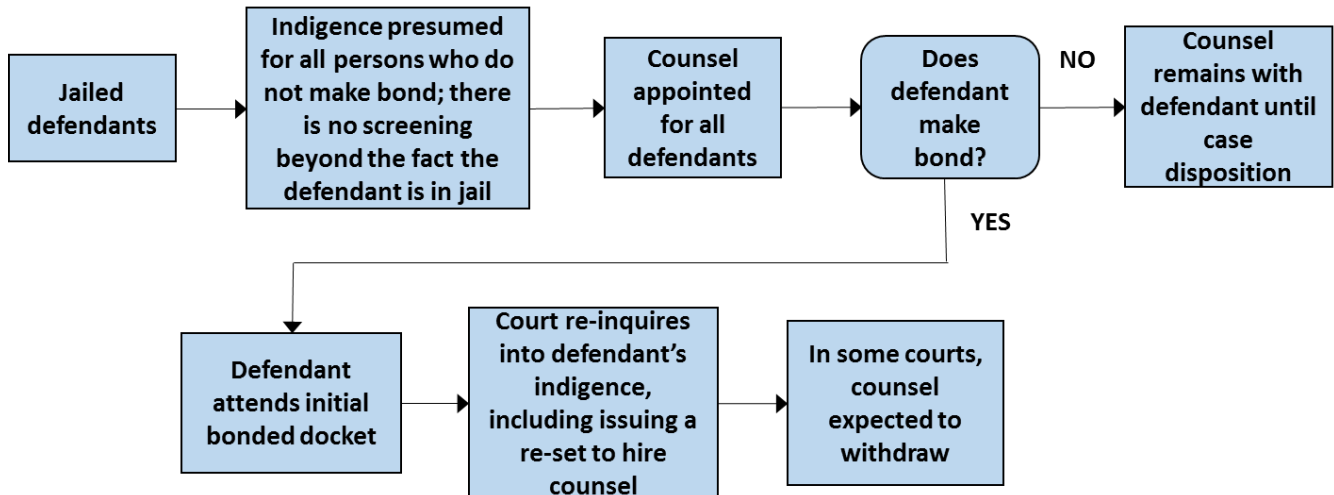 Jailed
defendants
Indigence presumed
for all persons who do
not make bond; there
is no screening
beyond the fact the
defendant is in jail
Counsel
appointed
for all
defendants
Does
defendant
make
bond?
NO
Counsel
remains with
defendant until
case
disposition
YES
Defendant
attends initial
bonded docket
Court re-inquires
into defendant’s
indigence,
including issuing a
re-set to hire
counsel
In some courts,
counsel
expected to
withdraw